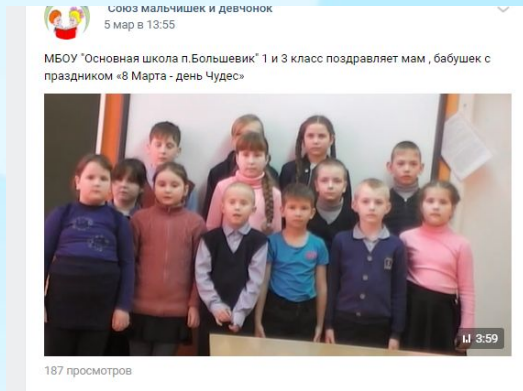 Союз мальчишек и девчонок
5 мар в 13:55
МБОУ "Основная школа п.Большевик" 1 и 3 класс поздравляет мам , бабушек с
праздником «8 Марта - день Чудес»
3:59
187 просмотров